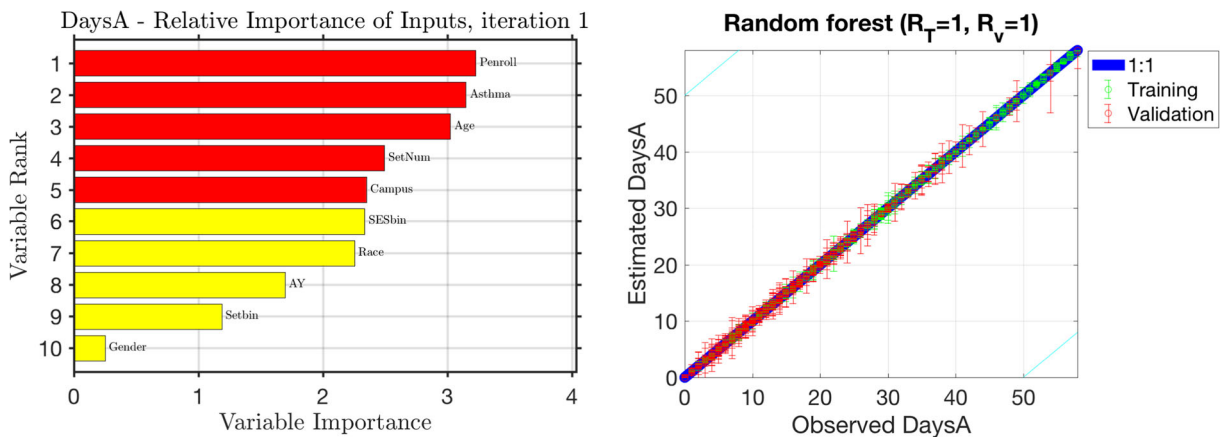 DaysA - Relative Importance of Inputs, iteration 1
Variable Rank
1
Penroll
2
Asthma
3
Age
4
SetNum
5
Campus
6
SESbin
7
Race
8
AY
9
Setbin
10
Gender
0 1 2 3 4
Variable Importance
Random forest (R_T=1, R_v=1)
1:1
Training
Validation
Estimated DaysA
50
40
30
20
10
0
0 10 20 30 40 50
Observed DaysA